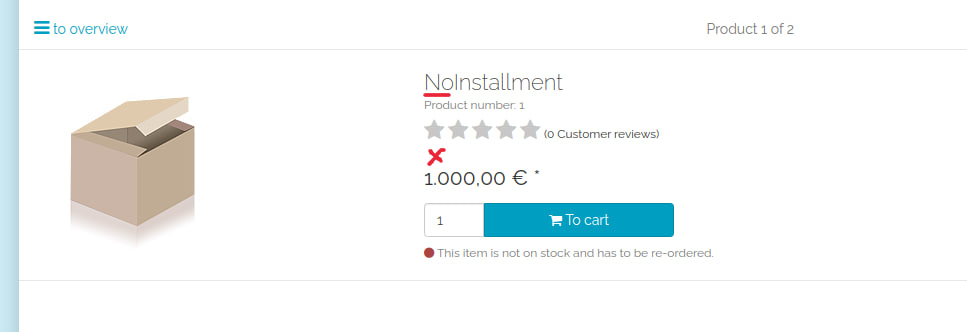 to overview
Product 1 of 2
NoInstallment
Product number: 1
(0 Customer reviews)
1.000,00 € *
1
To cart
This item is not on stock and has to be re-ordered.